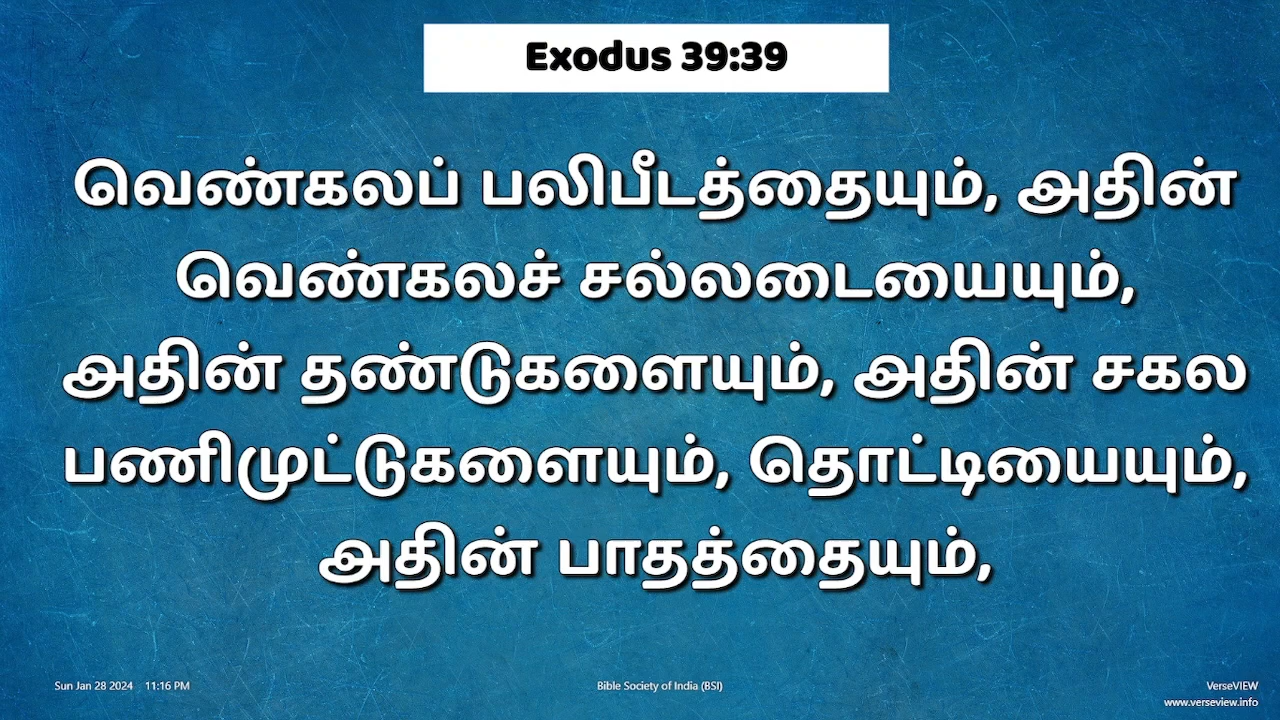 Exodus 39:39
வெண்கலப் பலிபீடத்தையும், அதின்
வெண்கலச் சல்லடையையும்,
அதின் தண்டுகளையும், அதின் சகல
பணிமுட்டுகளையும், தொட்டியையும்,
அதின் பாதத்தையும்,
Sun Jan 28 2024 11:16 PM
Bible Society of India (BSI)
VerseVIEW
www.verseview.info